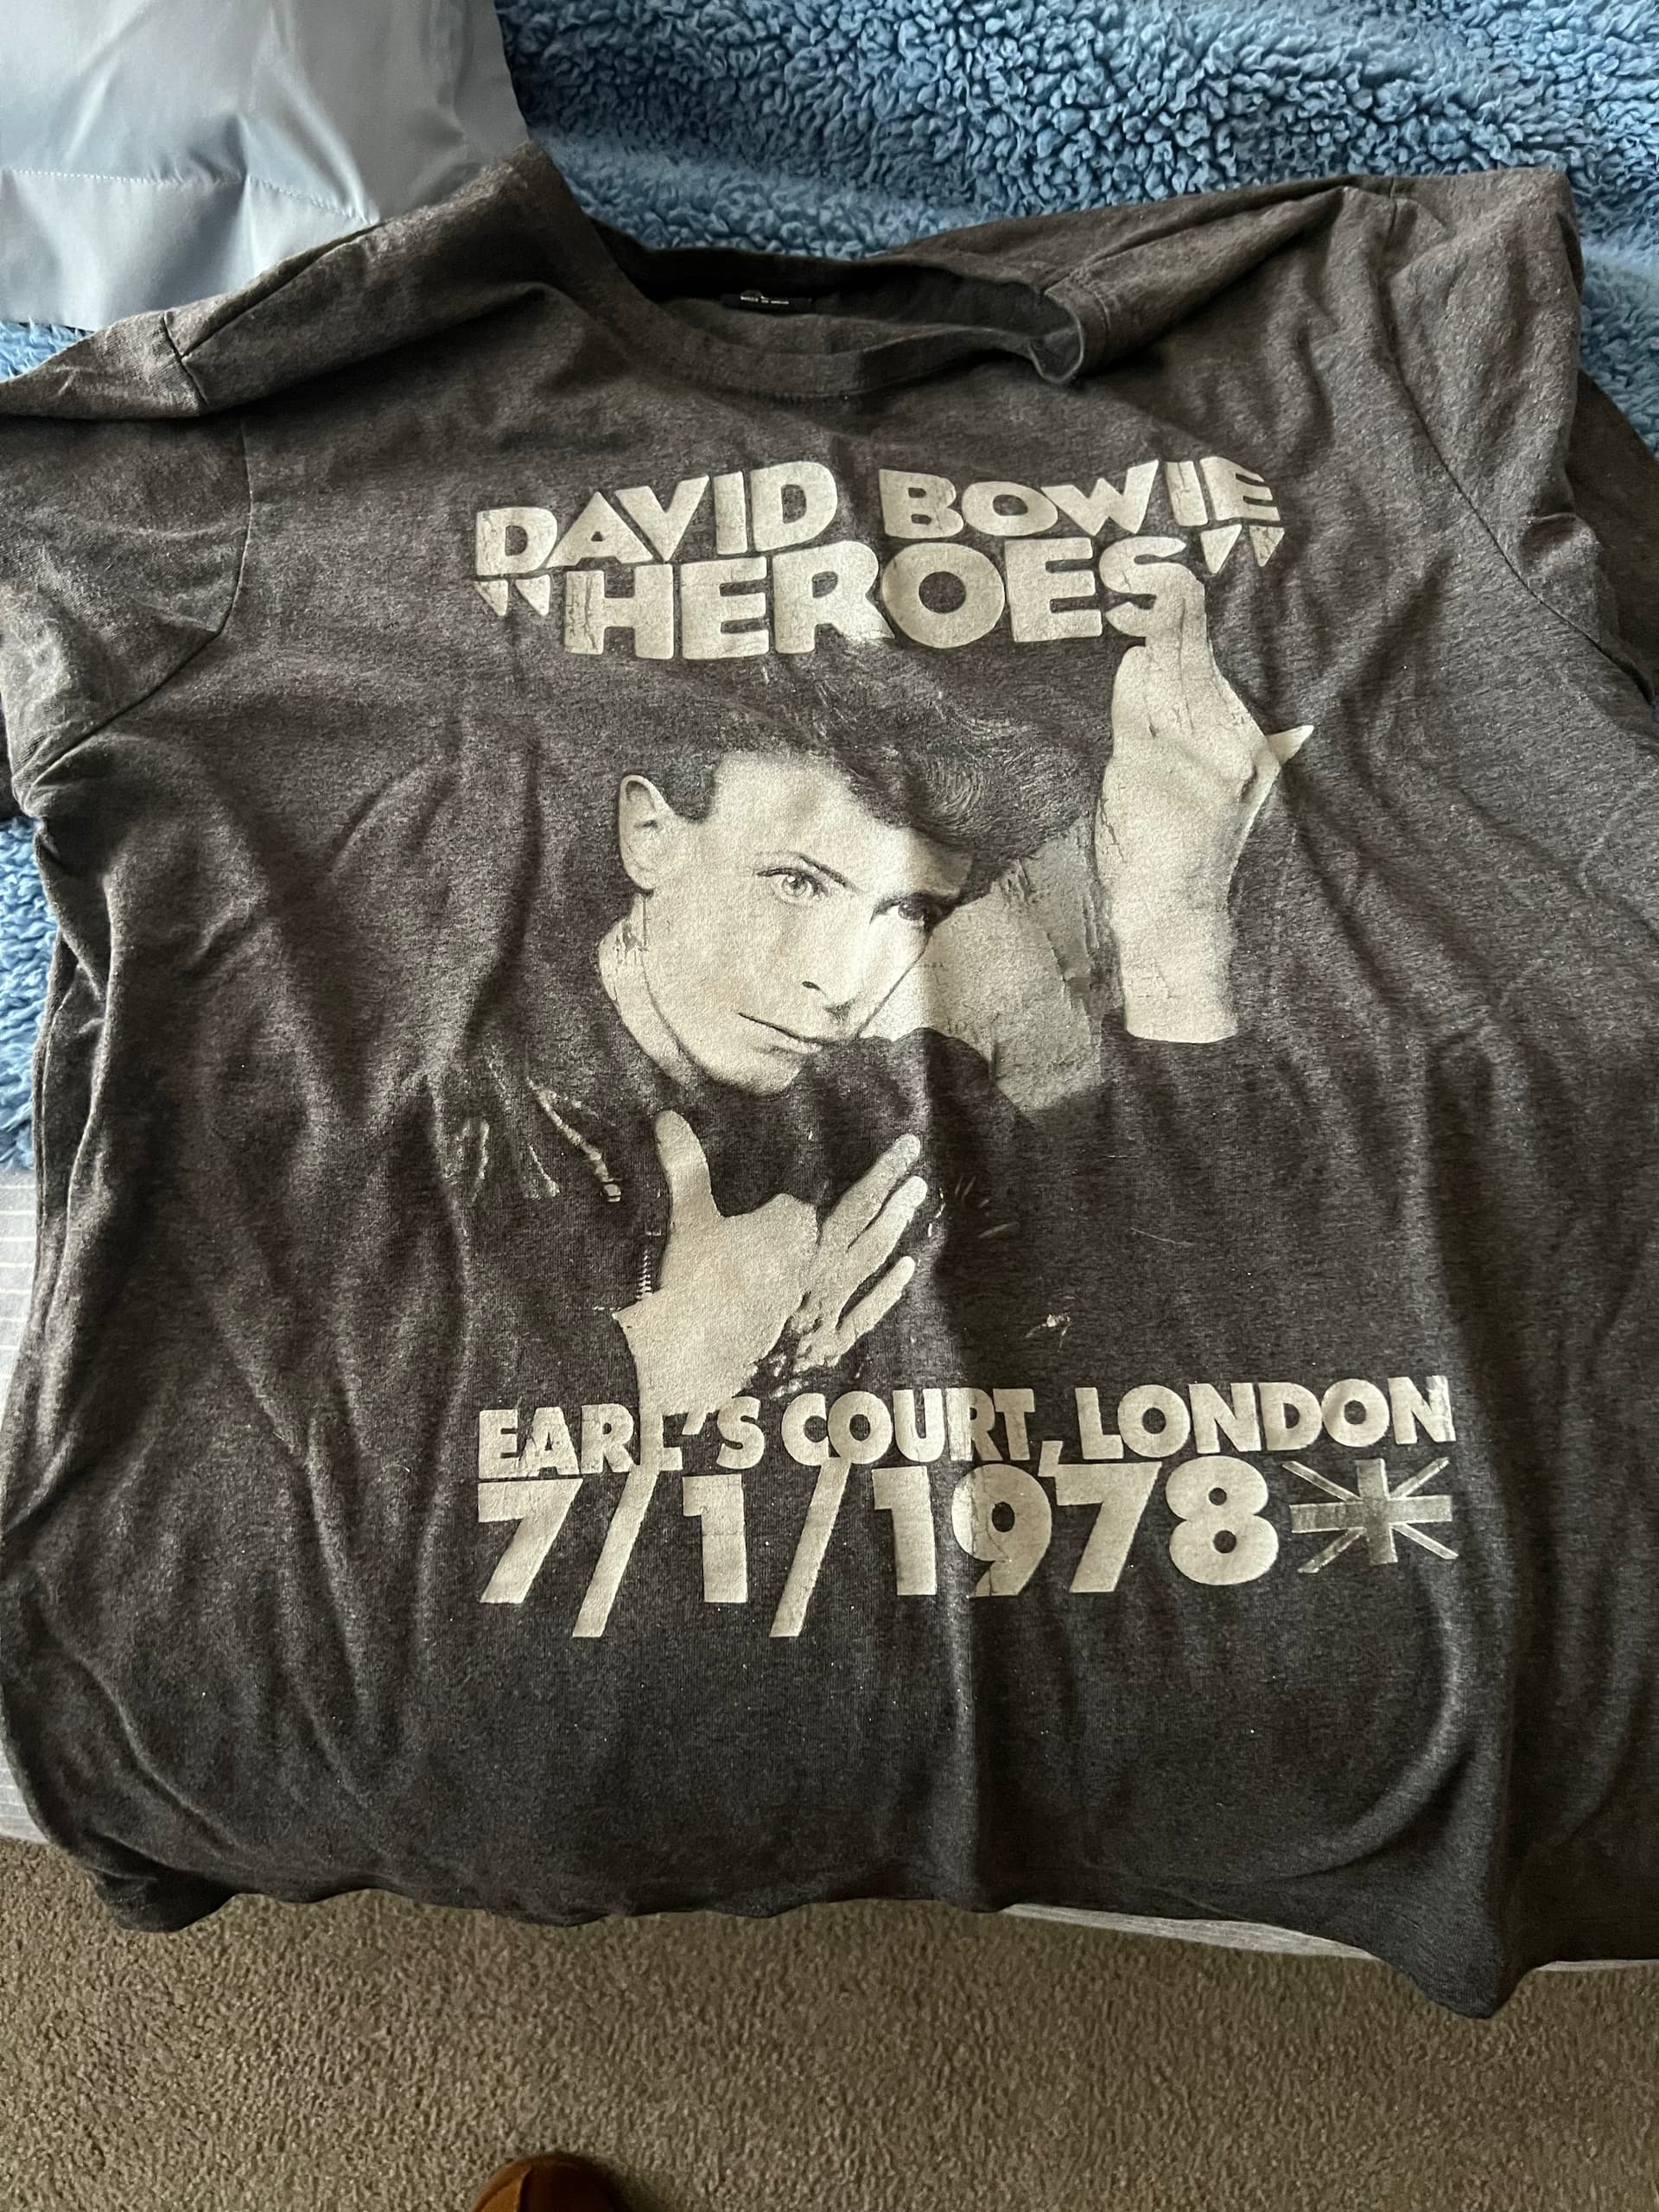 DAVID BOWIE
"HEROES"
EARL'S COURT, LONDON
7/1/1978